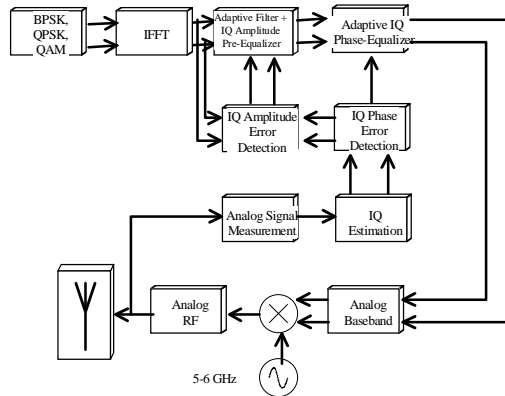 BPSK,
QPSK,
QAM
IFFT
Adaptive Filter +
IQ Amplitude
Pre-Equalizer
Adaptive IQ
Phase-Equalizer
IQ Amplitude
Error
Detection
IQ Phase
Error
Detection
Analog Signal
Measurement
IQ
Estimation
Analog
RF
Analog
Baseband
5-6 GHz